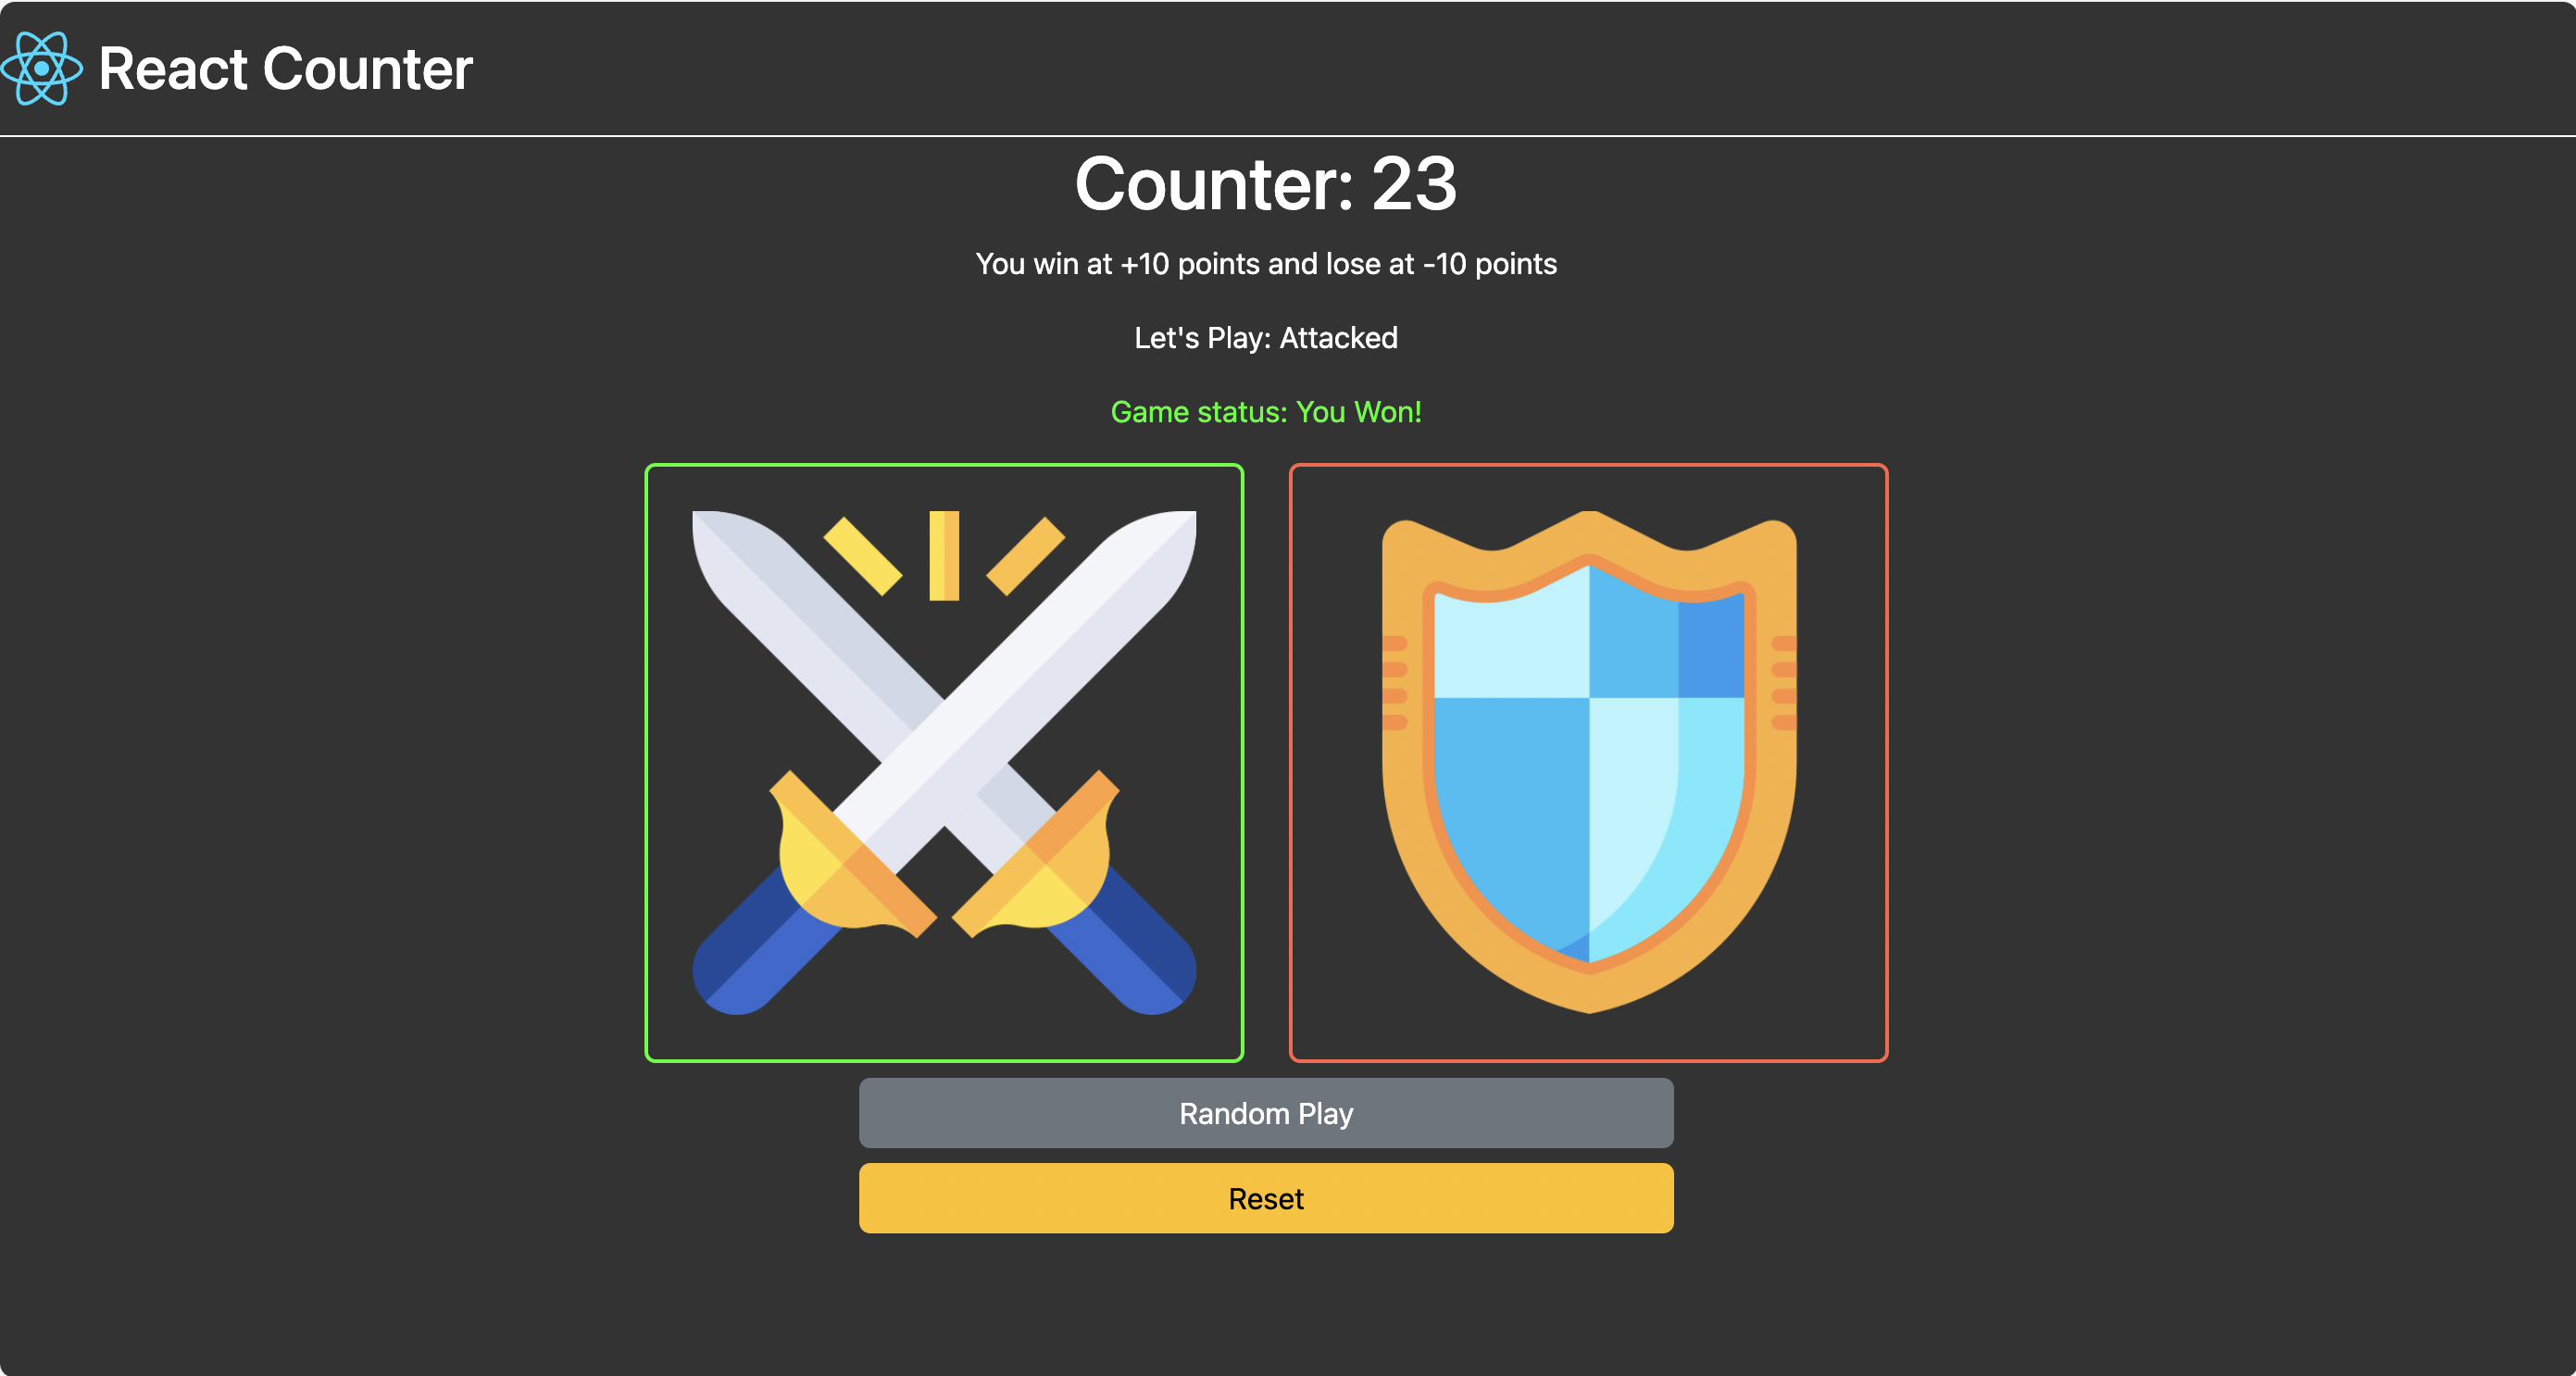 React Counter
Counter: 23
You win at +10 points and lose at -10 points
Let's Play: Attacked
Game status: You Won!
Random Play
Reset